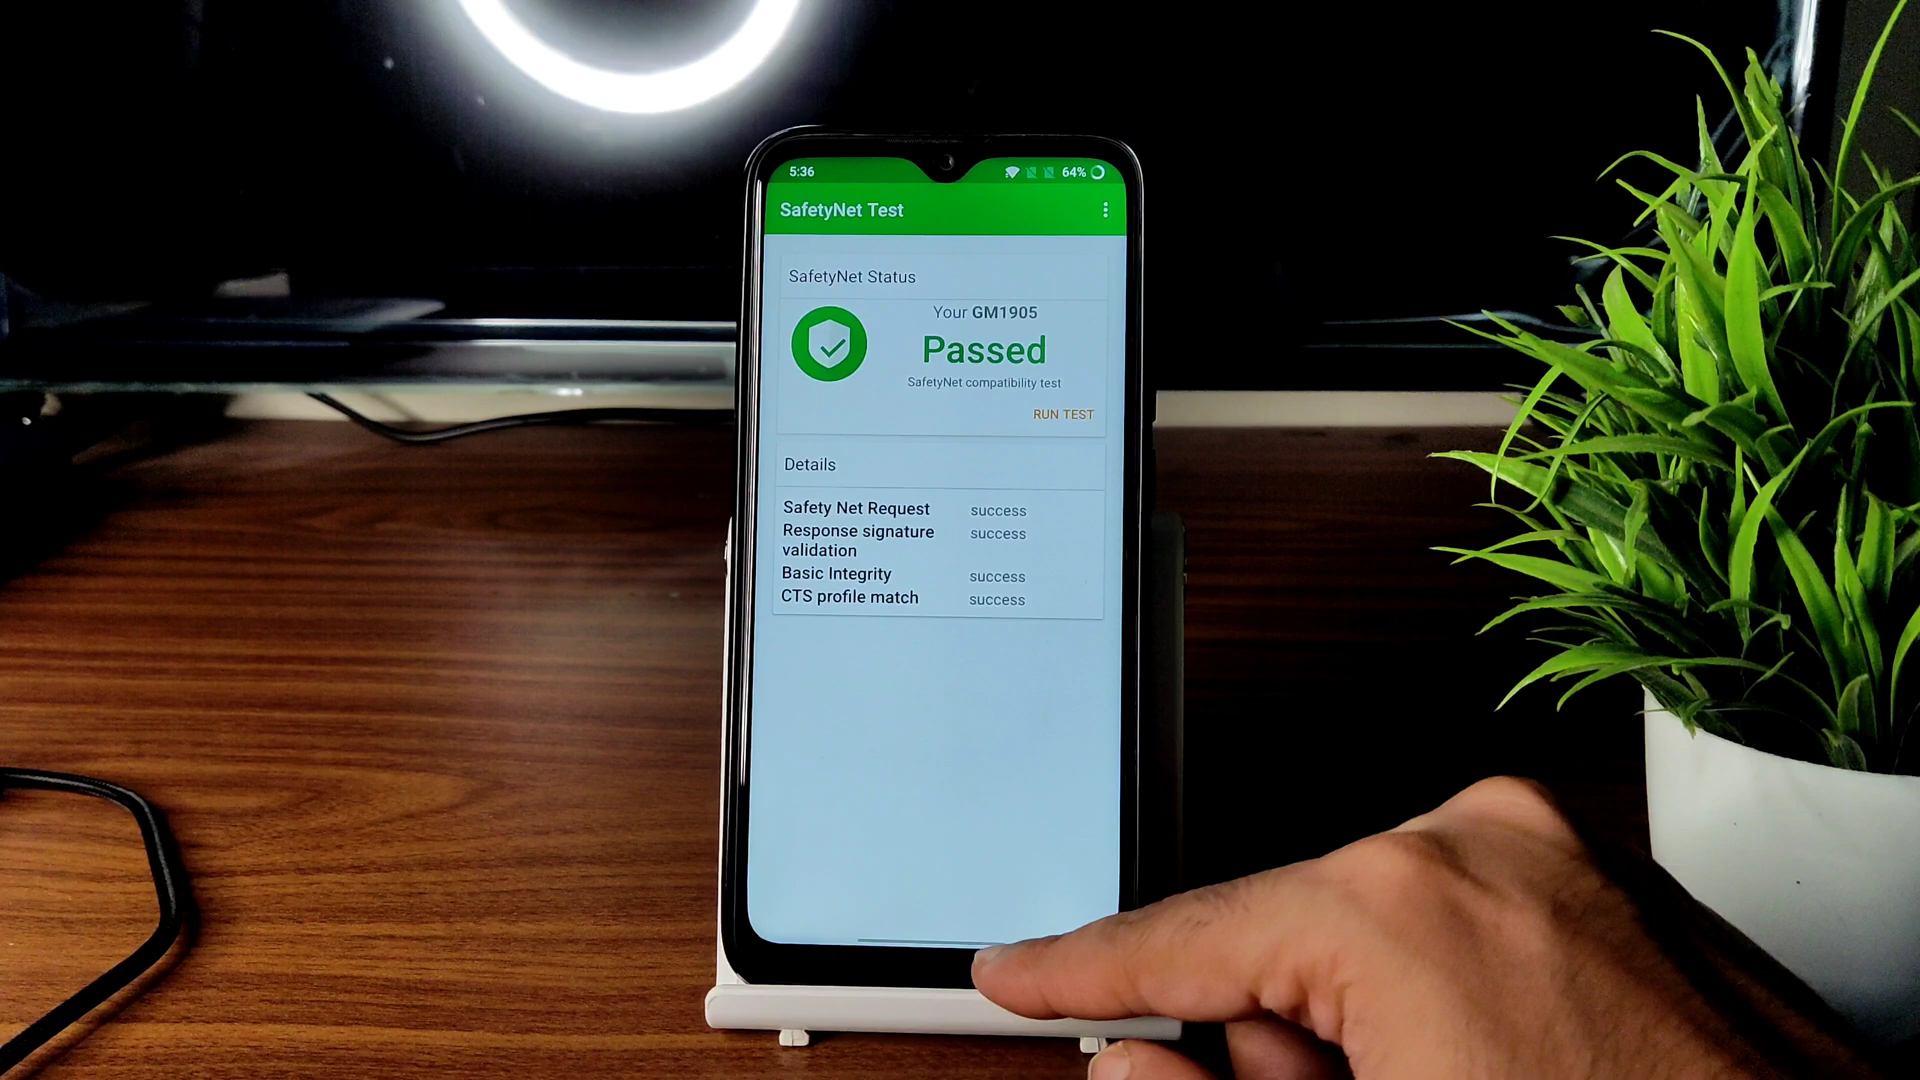 5:36
64%
SafetyNet Test
SafetyNet Status
Your GM1905
Passed
SafetyNet compatibility test
RUN TEST
Details
Safety Net Request success
Response signature success
validation
Basic Integrity success
CTS profile match success